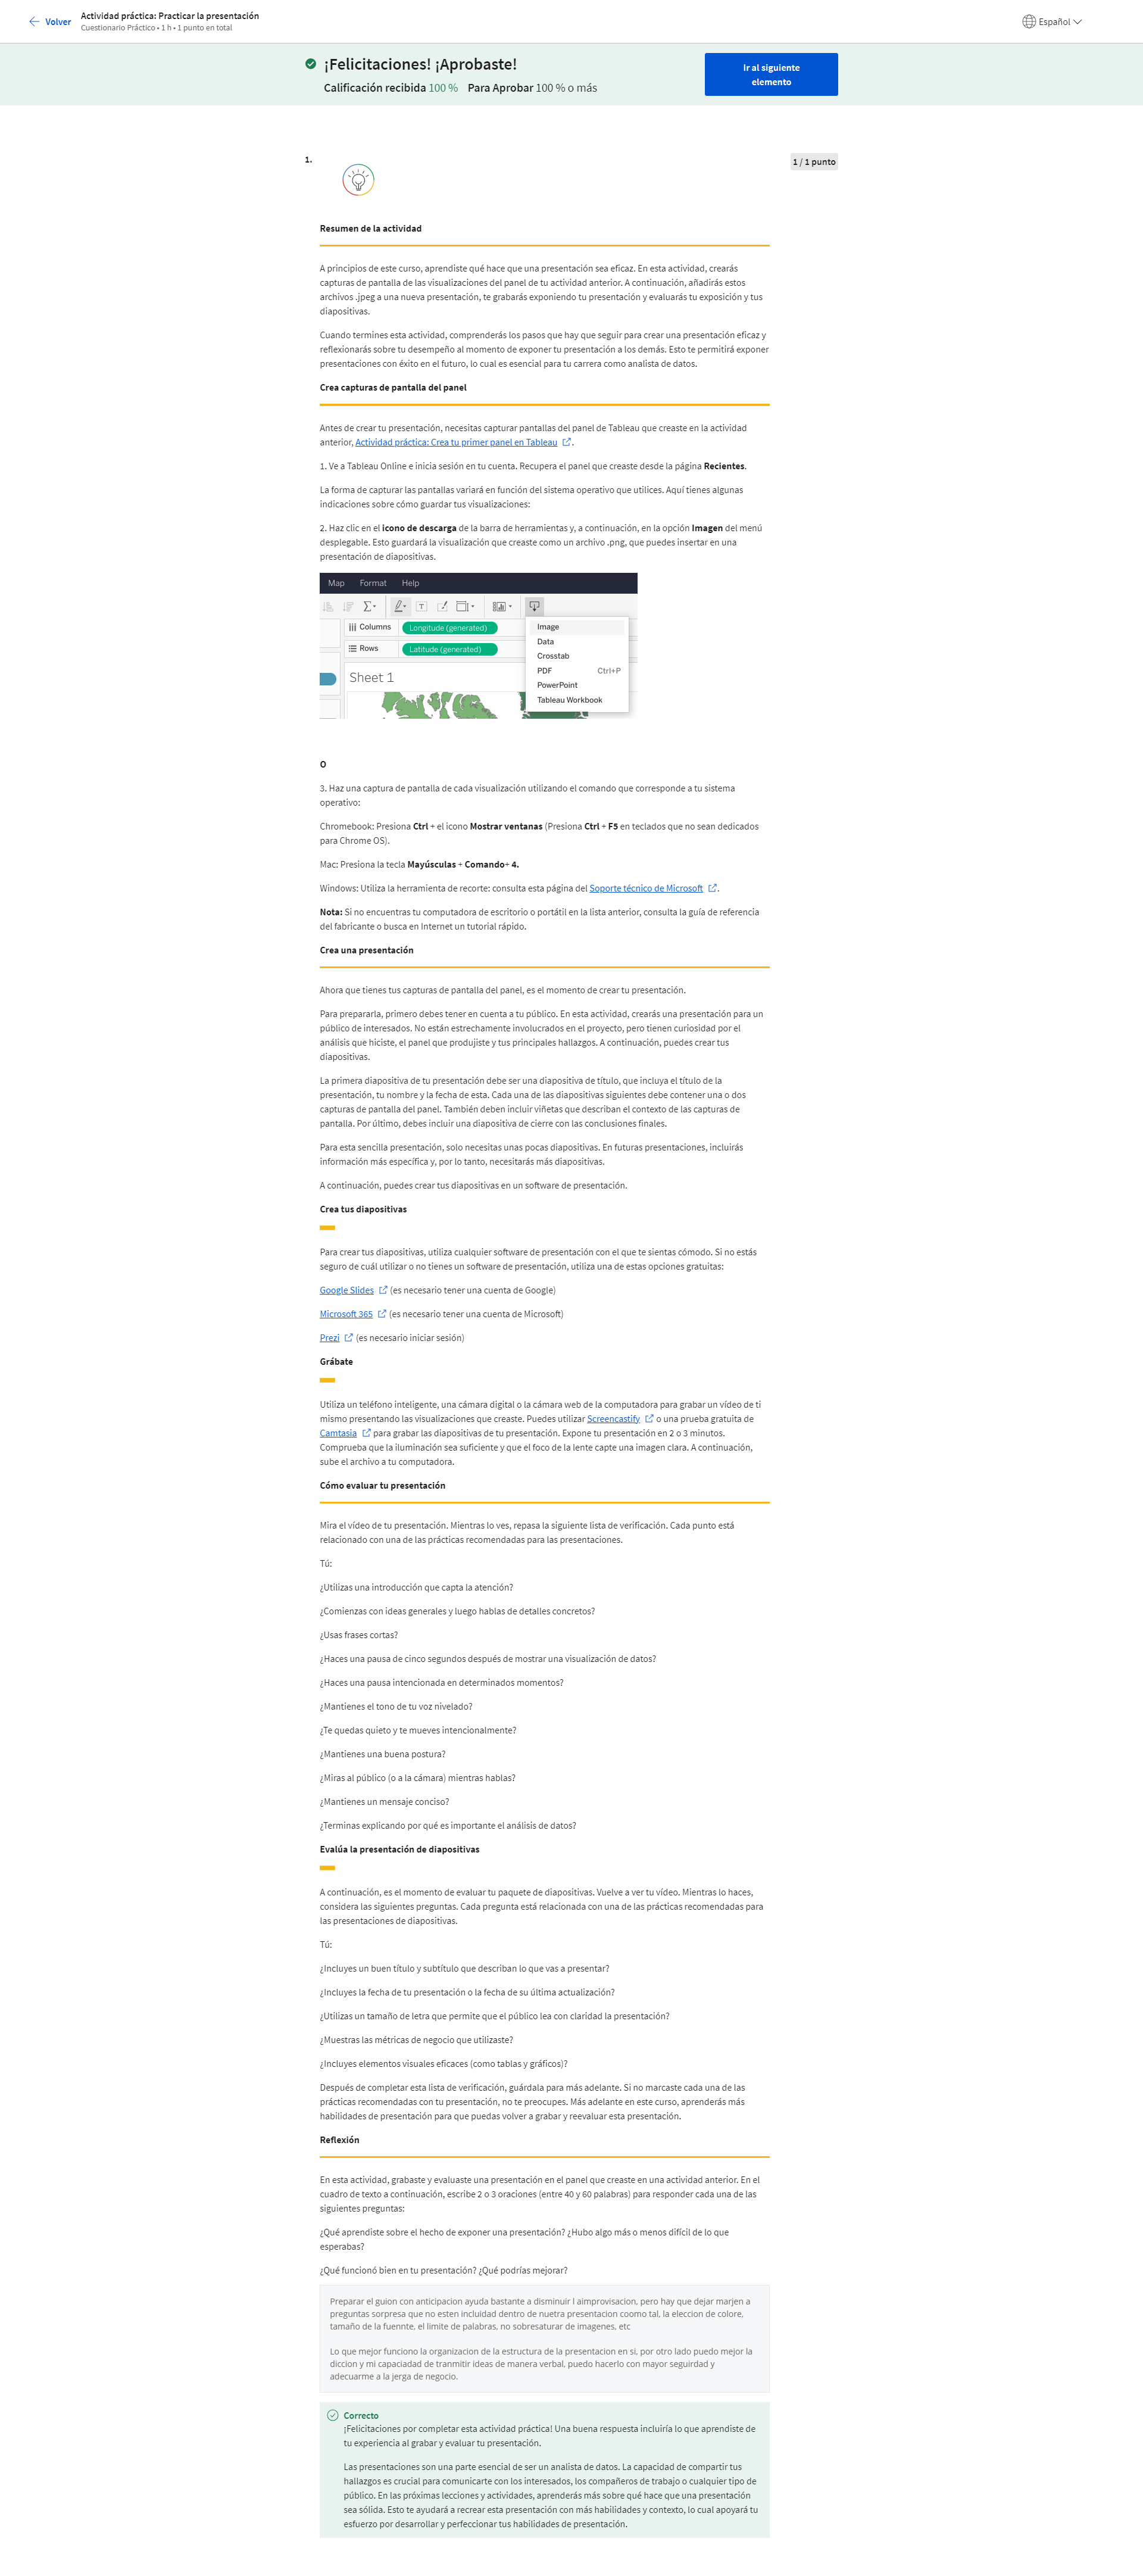 Volver
Actividad práctica: Practicar la presentación
Cuestionario Práctico • 1 h • 1 punto en total
Español
¡Felicitaciones! ¡Aprobaste!
Calificación recibida 100 % Para Aprobar 100 % o más
Ir al siguiente
elemento
1.
1 / 1 punto
Resumen de la actividad
A principios de este curso, aprendiste qué hace que una presentación sea eficaz. En esta actividad, crearás
capturas de pantalla de las visualizaciones del panel de tu actividad anterior. A continuación, añadirás estos
archivos .jpeg a una nueva presentación, te grabarás exponiendo tu presentación y evaluarás tu exposición y tus
diapositivas.
Cuando termines esta actividad, comprenderás los pasos que hay que seguir para crear una presentación eficaz y
reflexionarás sobre tu desempeño al momento de exponer tu presentación a los demás. Esto te permitirá exponer
presentaciones con éxito en el futuro, lo cual es esencial para tu carrera como analista de datos.
Crea capturas de pantalla del panel
Antes de crear tu presentación, necesitas capturar pantallas del panel de Tableau que creaste en la actividad
anterior, Actividad práctica: Crea tu primer panel en Tableau .
1. Ve a Tableau Online e inicia sesión en tu cuenta. Recupera el panel que creaste desde la página Recientes.
La forma de capturar las pantallas variará en función del sistema operativo que utilices. Aquí tienes algunas
indicaciones sobre cómo guardar tus visualizaciones:
2. Haz clic en el icono de descarga de la barra de herramientas y, a continuación, en la opción Imagen del menú
desplegable. Esto guardará la visualización que creaste como un archivo .png, que puedes insertar en una
presentación de diapositivas.
Map Format Help
Columns Longitude (generated)
Rows Latitude (generated)
Sheet 1
Image
Data
Crosstab
PDF Ctrl+P
PowerPoint
Tableau Workbook
O
3. Haz una captura de pantalla de cada visualización utilizando el comando que corresponde a tu sistema
operativo:
Chromebook: Presiona Ctrl + el icono Mostrar ventanas (Presiona Ctrl + F5 en teclados que no sean dedicados
para Chrome OS).
Mac: Presiona la tecla Mayúsculas + Comando+ 4.
Windows: Utiliza la herramienta de recorte: consulta esta página del Soporte técnico de Microsoft .
Nota: Si no encuentras tu computadora de escritorio o portátil en la lista anterior, consulta la guía de referencia
del fabricante o busca en Internet un tutorial rápido.
Crea una presentación
Ahora que tienes tus capturas de pantalla del panel, es el momento de crear tu presentación.
Para prepararla, primero debes tener en cuenta a tu público. En esta actividad, crearás una presentación para un
público de interesados. No están estrechamente involucrados en el proyecto, pero tienen curiosidad por el
análisis que hiciste, el panel que produjiste y tus principales hallazgos. A continuación, puedes crear tus
diapositivas.
La primera diapositiva de tu presentación debe ser una diapositiva de título, que incluya el título de la
presentación, tu nombre y la fecha de esta. Cada una de las diapositivas siguientes debe contener una o dos
capturas de pantalla del panel. También deben incluir viñetas que describan el contexto de las capturas de
pantalla. Por último, debes incluir una diapositiva de cierre con las conclusiones finales.
Para esta sencilla presentación, solo necesitas unas pocas diapositivas. En futuras presentaciones, incluirás
información más específica y, por lo tanto, necesitarás más diapositivas.
A continuación, puedes crear tus diapositivas en un software de presentación.
Crea tus diapositivas
Para crear tus diapositivas, utiliza cualquier software de presentación con el que te sientas cómodo. Si no estás
seguro de cuál utilizar o no tienes un software de presentación, utiliza una de estas opciones gratuitas:
Google Slides (es necesario tener una cuenta de Google)
Microsoft 365 (es necesario tener una cuenta de Microsoft)
Prezi (es necesario iniciar sesión)
Grábate
Utiliza un teléfono inteligente, una cámara digital o la cámara web de la computadora para grabar un vídeo de ti
mismo presentando las visualizaciones que creaste. Puedes utilizar Screencastify o una prueba gratuita de
Camtasia para grabar las diapositivas de tu presentación. Expone tu presentación en 2 o 3 minutos.
Comprueba que la iluminación sea suficiente y que el foco de la lente capte una imagen clara. A continuación,
sube el archivo a tu computadora.
Cómo evaluar tu presentación
Mira el vídeo de tu presentación. Mientras lo ves, repasa la siguiente lista de verificación. Cada punto está
relacionado con una de las prácticas recomendadas para las presentaciones.
Tú:
¿Utilizas una introducción que capta la atención?
¿Comienzas con ideas generales y luego hablas de detalles concretos?
¿Usas frases cortas?
¿Haces una pausa de cinco segundos después de mostrar una visualización de datos?
¿Haces una pausa intencionada en determinados momentos?
¿Mantienes el tono de tu voz nivelado?
¿Te quedas quieto y te mueves intencionalmente?
¿Mantienes una buena postura?
¿Miras al público (o a la cámara) mientras hablas?
¿Mantienes un mensaje conciso?
¿Terminas explicando por qué es importante el análisis de datos?
Evalúa la presentación de diapositivas
A continuación, es el momento de evaluar tu paquete de diapositivas. Vuelve a ver tu vídeo. Mientras lo haces,
considera las siguientes preguntas. Cada pregunta está relacionada con una de las prácticas recomendadas para
las presentaciones de diapositivas.
Tú:
¿Incluyes un buen título y subtítulo que describan lo que vas a presentar?
¿Incluyes la fecha de tu presentación o la fecha de su última actualización?
¿Utilizas un tamaño de letra que permite que el público lea con claridad la presentación?
¿Muestras las métricas de negocio que utilizaste?
¿Incluyes elementos visuales eficaces (como tablas y gráficos)?
Después de completar esta lista de verificación, guárdala para más adelante. Si no marcaste cada una de las
prácticas recomendadas con tu presentación, no te preocupes. Más adelante en este curso, aprenderás más
habilidades de presentación para que puedas volver a grabar y reevaluar esta presentación.
Reflexión
En esta actividad, grabaste y evaluaste una presentación en el panel que creaste en una actividad anterior. En el
cuadro de texto a continuación, escribe 2 o 3 oraciones (entre 40 y 60 palabras) para responder cada una de las
siguientes preguntas:
¿Qué aprendiste sobre el hecho de exponer una presentación? ¿Hubo algo más o menos difícil de lo que
esperabas?
¿Qué funcionó bien en tu presentación? ¿Qué podrías mejorar?
Preparar el guion con anticipacion ayuda bastante a disminuir l aimprovisacion, pero hay que dejar marjen a
preguntas sorpresa que no esten incluidad dentro de nuetra presentacion coomo tal, la eleccion de colore,
tamaño de la fuennte, el limite de palabras, no sobresaturar de imagenes, etc
Lo que mejor funciono la organizacion de la estructura de la presentacion en si, por otro lado puedo mejor la
diccion y mi capaciadad de tranmitir ideas de manera verbal, puedo hacerlo con mayor seguirdad y
adecuarme a la jerga de negocio.
Correcto
¡Felicitaciones por completar esta actividad práctica! Una buena respuesta incluiría lo que aprendiste de
tu experiencia al grabar y evaluar tu presentación.
Las presentaciones son una parte esencial de ser un analista de datos. La capacidad de compartir tus
hallazgos es crucial para comunicarte con los interesados, los compañeros de trabajo o cualquier tipo de
público. En las próximas lecciones y actividades, aprenderás más sobre qué hace que una presentación
sea sólida. Esto te ayudará a recrear esta presentación con más habilidades y contexto, lo cual apoyará tu
esfuerzo por desarrollar y perfeccionar tus habilidades de presentación.